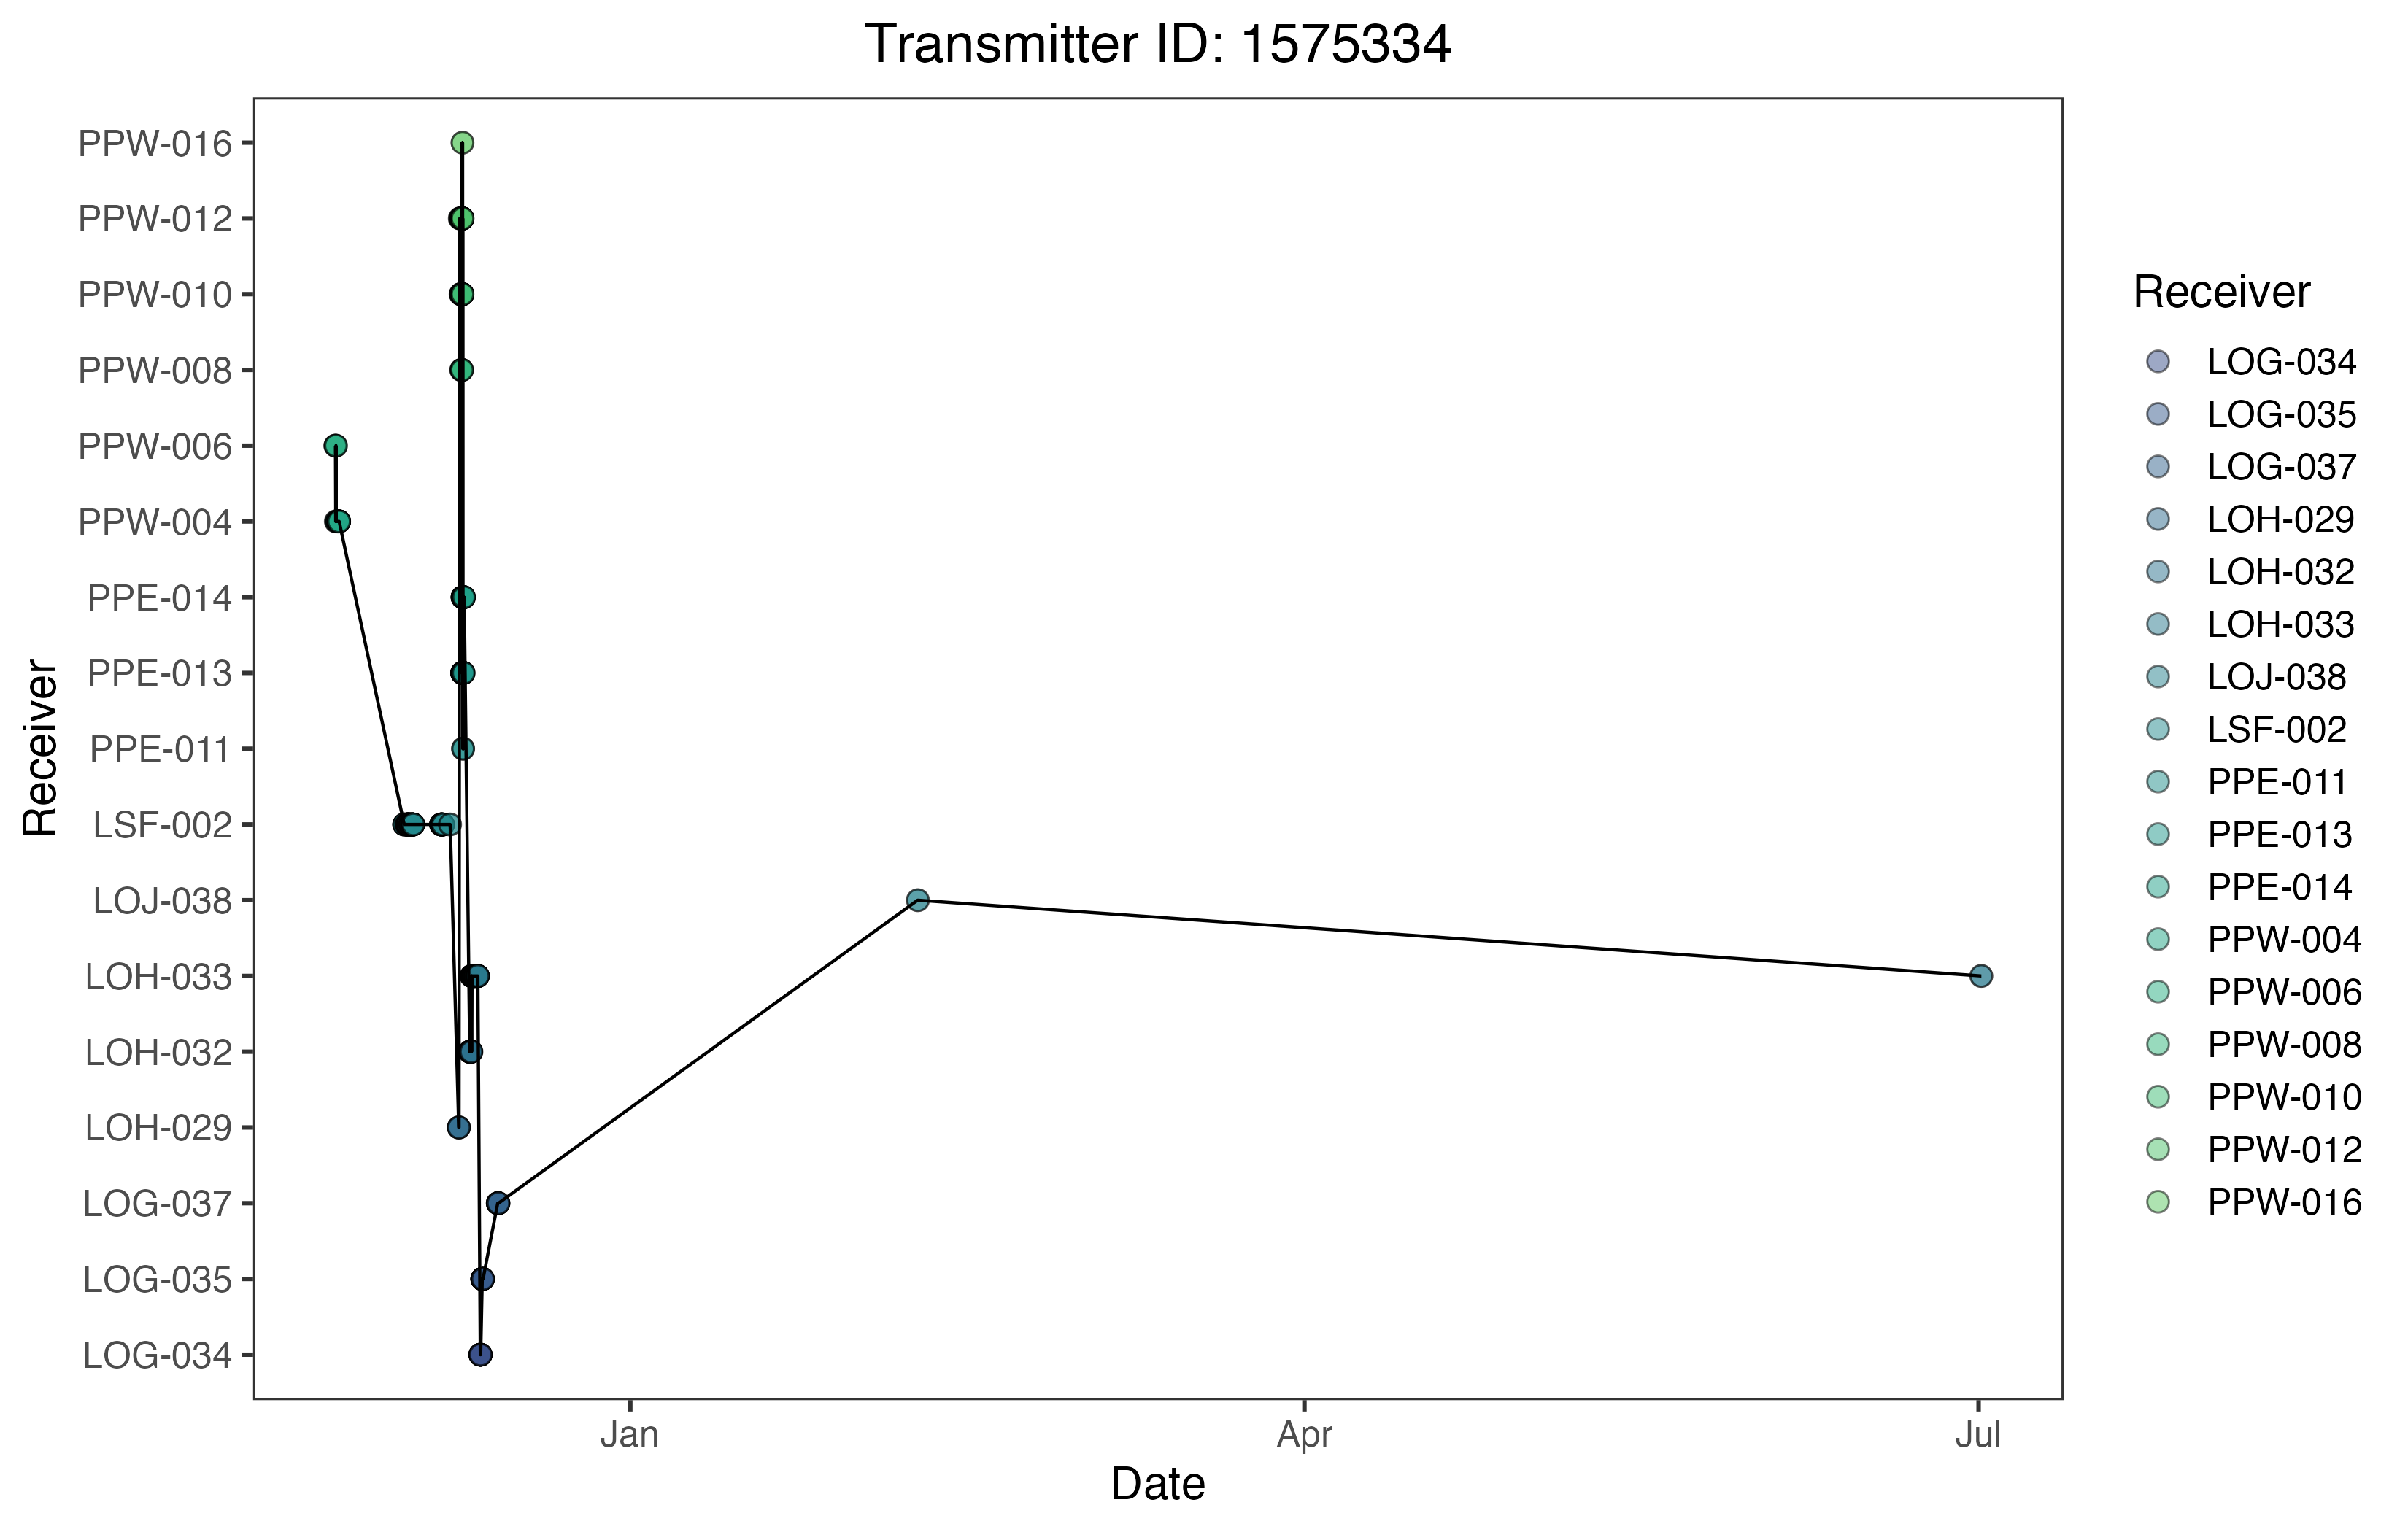 Transmitter ID: 1575334
PPW-016
PPW-012
PPW-010
PPW-008
PPW-006
PPW-004
PPE-014
PPE-013
PPE-011
LSF-002
LOJ-038
LOH-033
LOH-032
LOH-029
LOG-037
LOG-035
LOG-034
Receiver
Jan
Apr
Jul
Date
Receiver
LOG-034
LOG-035
LOG-037
LOH-029
LOH-032
LOH-033
LOJ-038
LSF-002
PPE-011
PPE-013
PPE-014
PPW-004
PPW-006
PPW-008
PPW-010
PPW-012
PPW-016